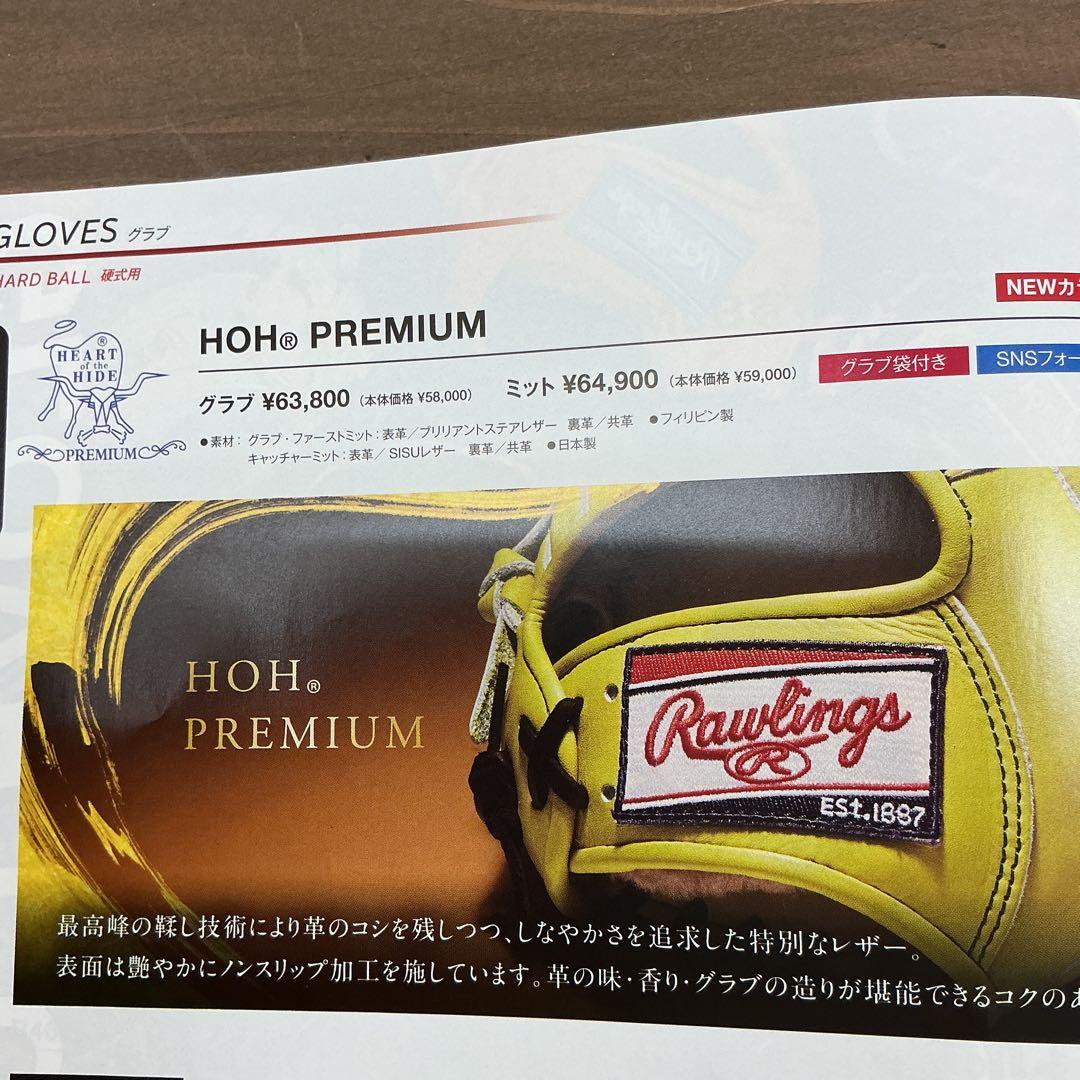 GLOVES グラブ
HARD BALL 硬式用
NEWカラ
HEART
of the
HIDE
®
PREMIUM
HOH® PREMIUM
グラブ ¥63,800 (本体価格 ¥58,000) ミット ¥64,900 (本体価格 ¥59,000)
グラブ袋付き
SNSフォー
●素材: グラブ・ファーストミット:表革/ブリリアントステアレザー 裏革/共革 ●フィリピン製
キャッチャーミット:表革/SISUレザー 裏革/共革 ●日本製
HOH®
PREMIUM
Rawlings
R
Est.1887
最高峰の鞣し技術により革のコシを残しつつ、しなやかさを追求した特別なレザー。
表面は艶やかにノンスリップ加工を施しています。革の味・香り・グラブの造りが堪能できるコクのあ